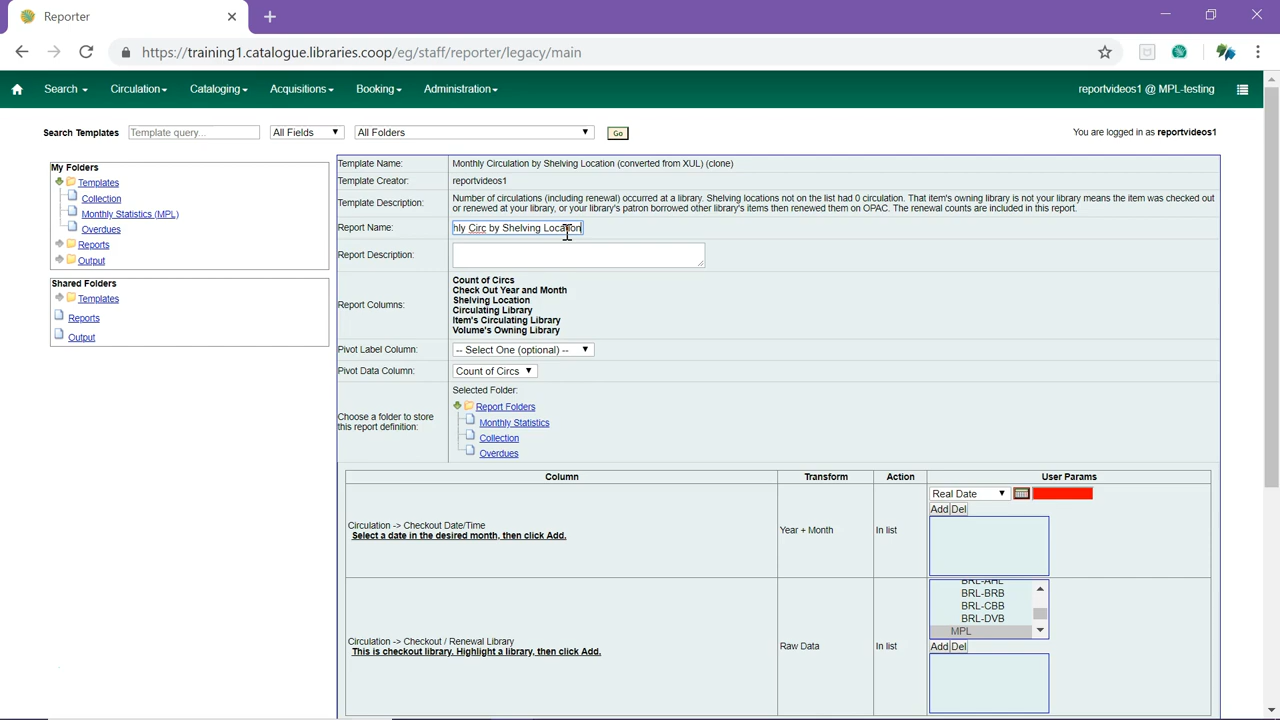 Reporter
https://training1.catalogue.libraries.coop/eg/staff/reporter/legacy/main
Search Circulation Cataloging Acquisitions Booking Administration reportvideos1 @ MPL-testing
Search Templates Template query... All Fields All Folders Go You are logged in as reportvideos1
My Folders
Templates
Collection
Monthly Statistics (MPL)
Overdues
Reports
Output
Shared Folders
Templates
Reports
Output
Template Name: Monthly Circulation by Shelving Location (converted from XUL) (clone)
Template Creator: reportvideos1
Template Description: Number of circulations (including renewal) occurred at a library. Shelving locations not on the list had 0 circulation. That item's owning library is not your library means the item was checked out
or renewed at your library, or your library's patron borrowed other library's items then renewed them on OPAC. The renewal counts are included in this report.
Report Name: hly Circ by Shelving Location
Report Description:
Report Columns:
Count of Circs
Check Out Year and Month
Shelving Location
Circulating Library
Item's Circulating Library
Volume's Owning Library
Pivot Label Column: -- Select One (optional) --
Pivot Data Column: Count of Circs
Choose a folder to store
this report definition:
Selected Folder:
Report Folders
Monthly Statistics
Collection
Overdues
Column Transform Action User Params
Circulation -> Checkout Date/Time
Select a date in the desired month, then click Add.
Year + Month In list
Real Date
Add Del
Circulation -> Checkout / Renewal Library
This is checkout library. Highlight a library, then click Add.
Raw Data In list
BRL-AHL
BRL-BRB
BRL-CBB
BRL-DVB
MPL
Add Del